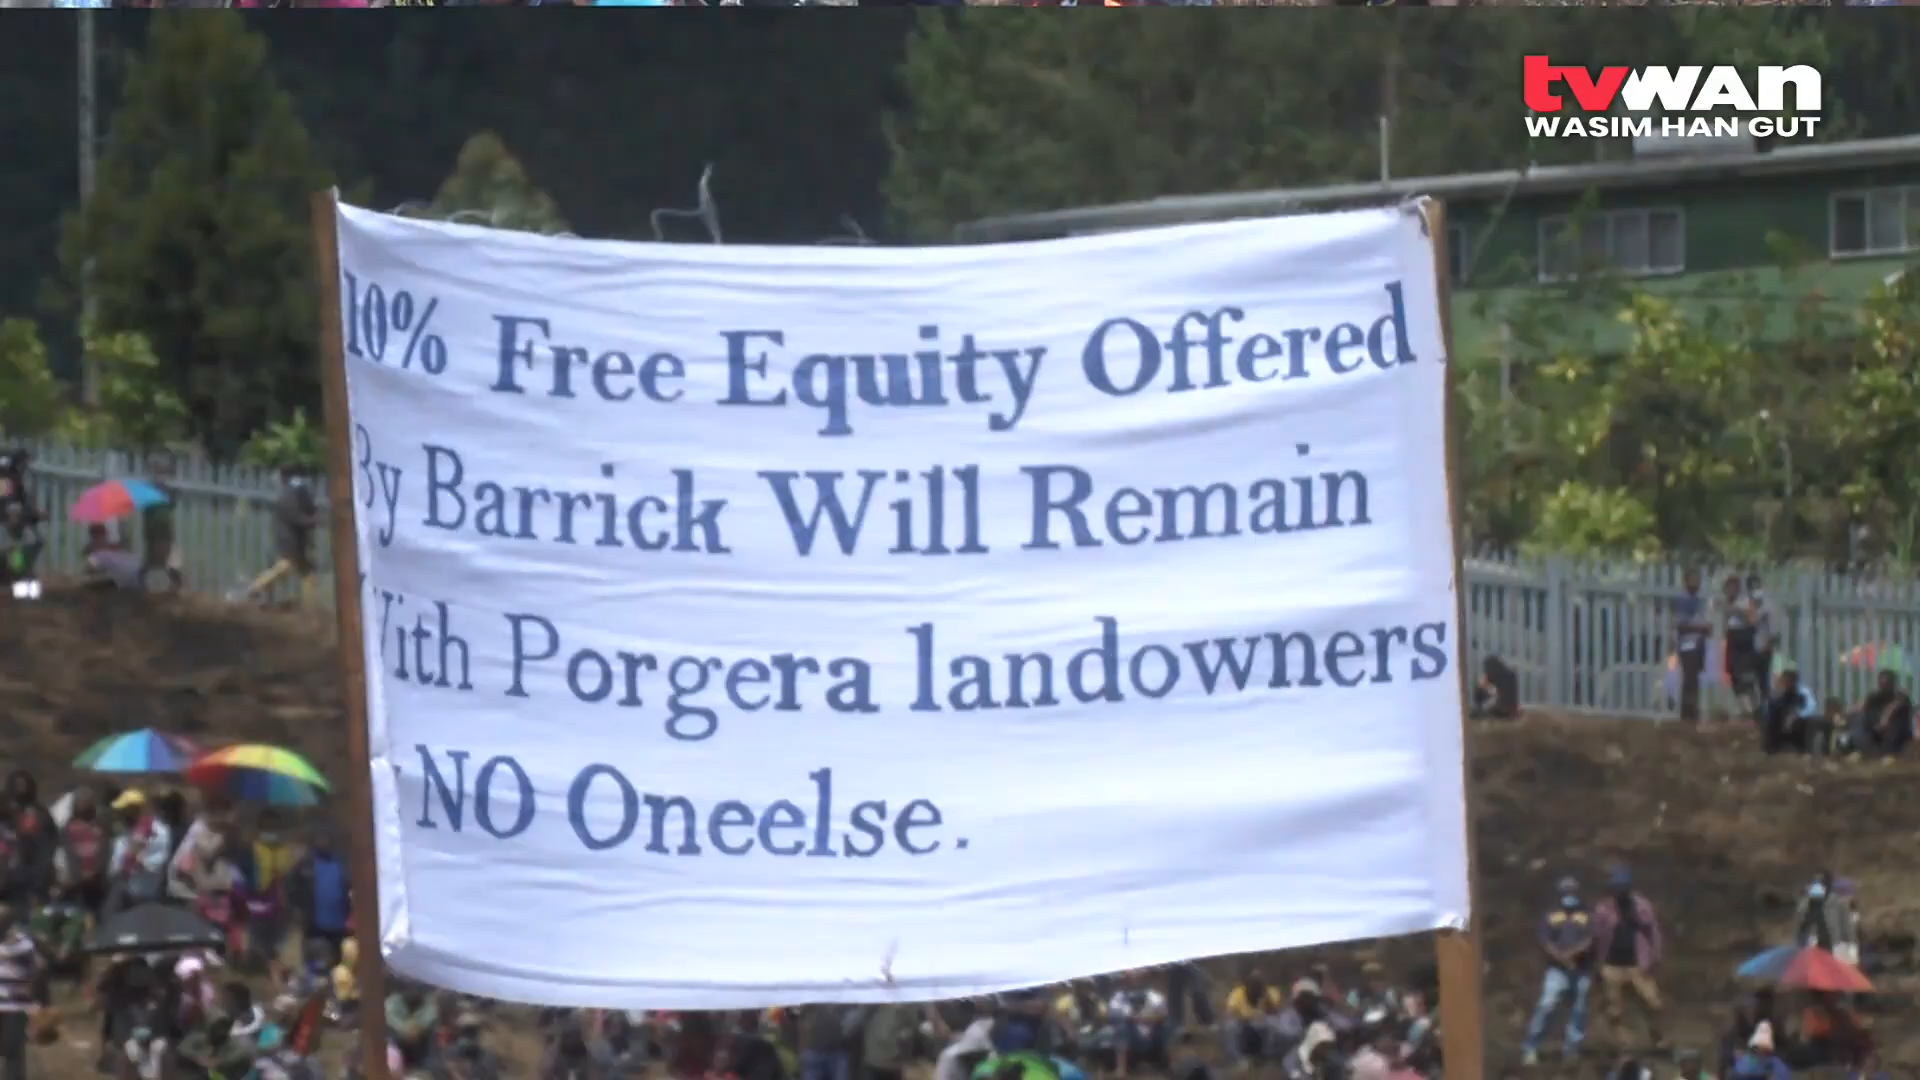 tvwan
WASIM HAN GUT
10% Free Equity Offered
By Barrick Will Remain
With Porgera landowners
NO Oneelse.